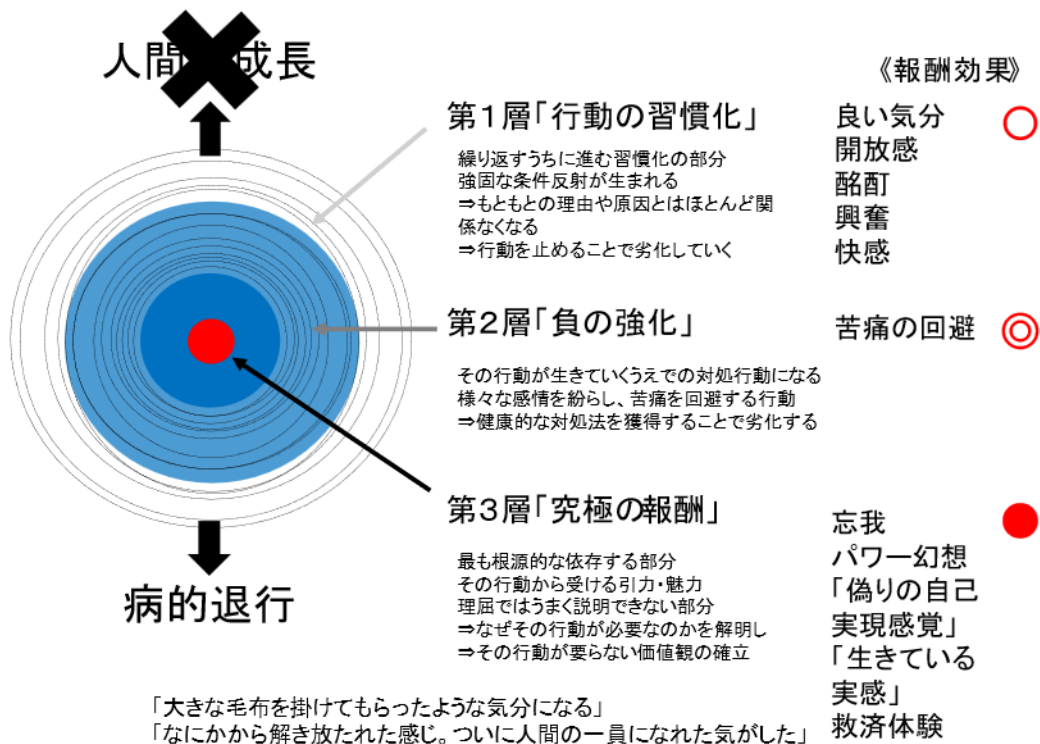 人間 成長
《報酬効果》
第1層「行動の習慣化」
繰り返すうちに進む習慣化の部分
強固な条件反射が生まれる
⇒もともとの理由や原因とはほとんど関
係なくなる
⇒行動を止めることで劣化していく
良い気分
開放感
酩酊
興奮
快感
第2層「負の強化」
その行動が生きていくうえでの対処行動になる
様々な感情を紛らし、苦痛を回避する行動
⇒健康的な対処法を獲得することで劣化する
苦痛の回避
第3層「究極の報酬」
最も根源的な依存する部分
その行動から受ける引力・魅力
理屈ではうまく説明できない部分
⇒なぜその行動が必要なのかを解明し
⇒その行動が要らない価値観の確立
忘我
パワー幻想
「偽りの自己
実現感覚」
「生きている
実感」
救済体験
病的退行
「大きな毛布を掛けてもらったような気分になる」
「なにかから解き放たれた感じ。ついに人間の一員になれた気がした」